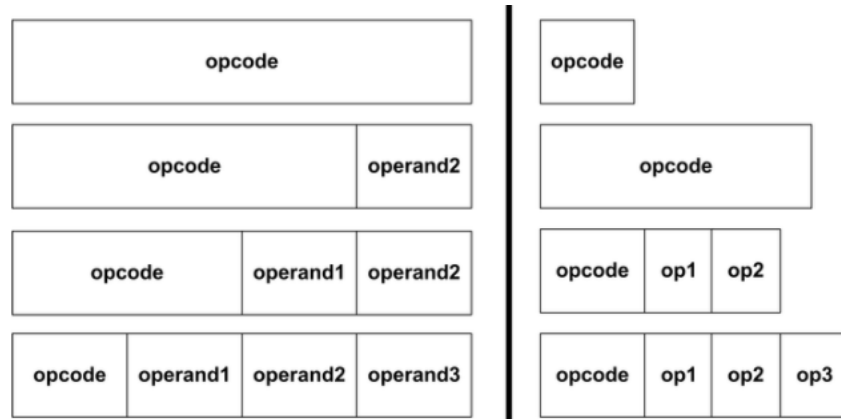 opcode
opcode operand2
opcode operand1 operand2
opcode operand1 operand2 operand3
opcode
opcode
opcode op1 op2
opcode op1 op2 op3